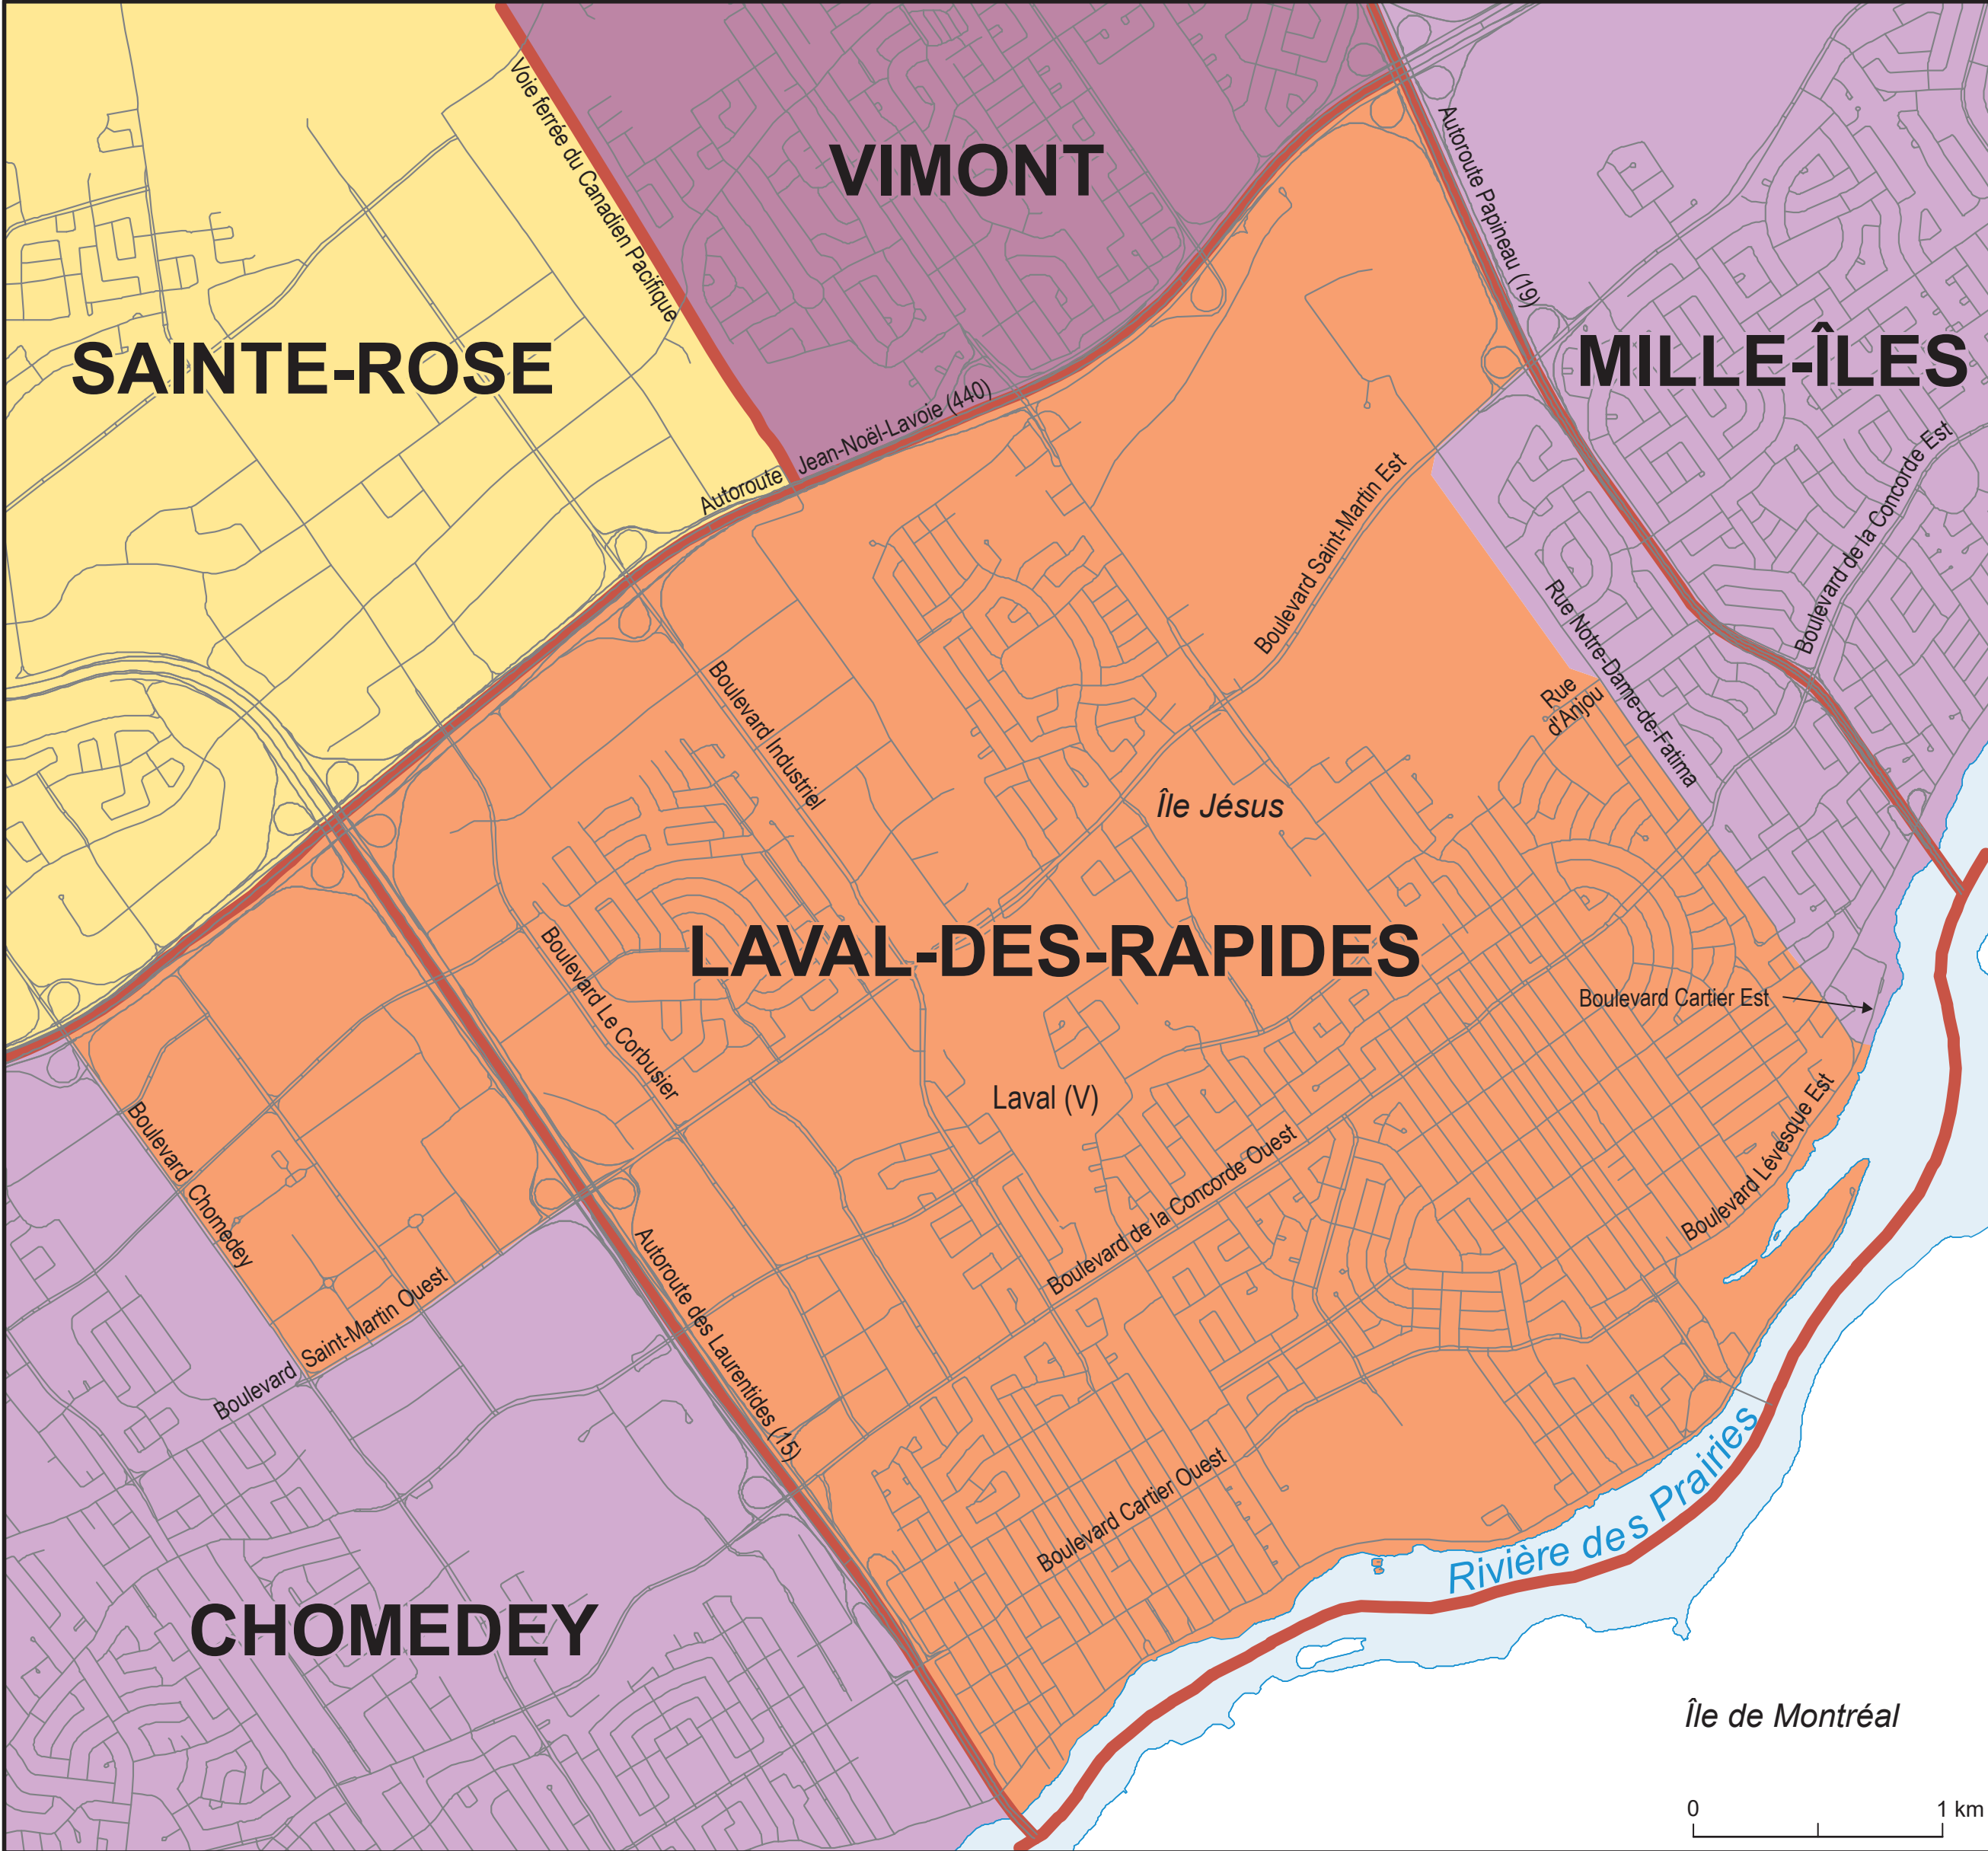 Voie ferrée du Canadien Pacifique
VIMONT
Autoroute Papineau (19)
SAINTE-ROSE
MILLE-ÎLES
Autoroute Jean-Noël-Lavoie (440)
Boulevard de la Concorde Est
Boulevard Saint-Martin Est
Rue Notre-Dame-de-Fatima
Rue
d'Anjou
Boulevard Industriel
Île Jésus
LAVAL-DES-RAPIDES
Boulevard Cartier Est
Boulevard Le Corbusier
Laval (V)
Boulevard Chomedey
Boulevard de la Concorde Ouest
Boulevard Lévesque Est
Boulevard Saint-Martin Ouest
Autoroute des Laurentides (15)
Boulevard Cartier Ouest
Rivière des Prairies
CHOMEDEY
Île de Montréal
0 1 km